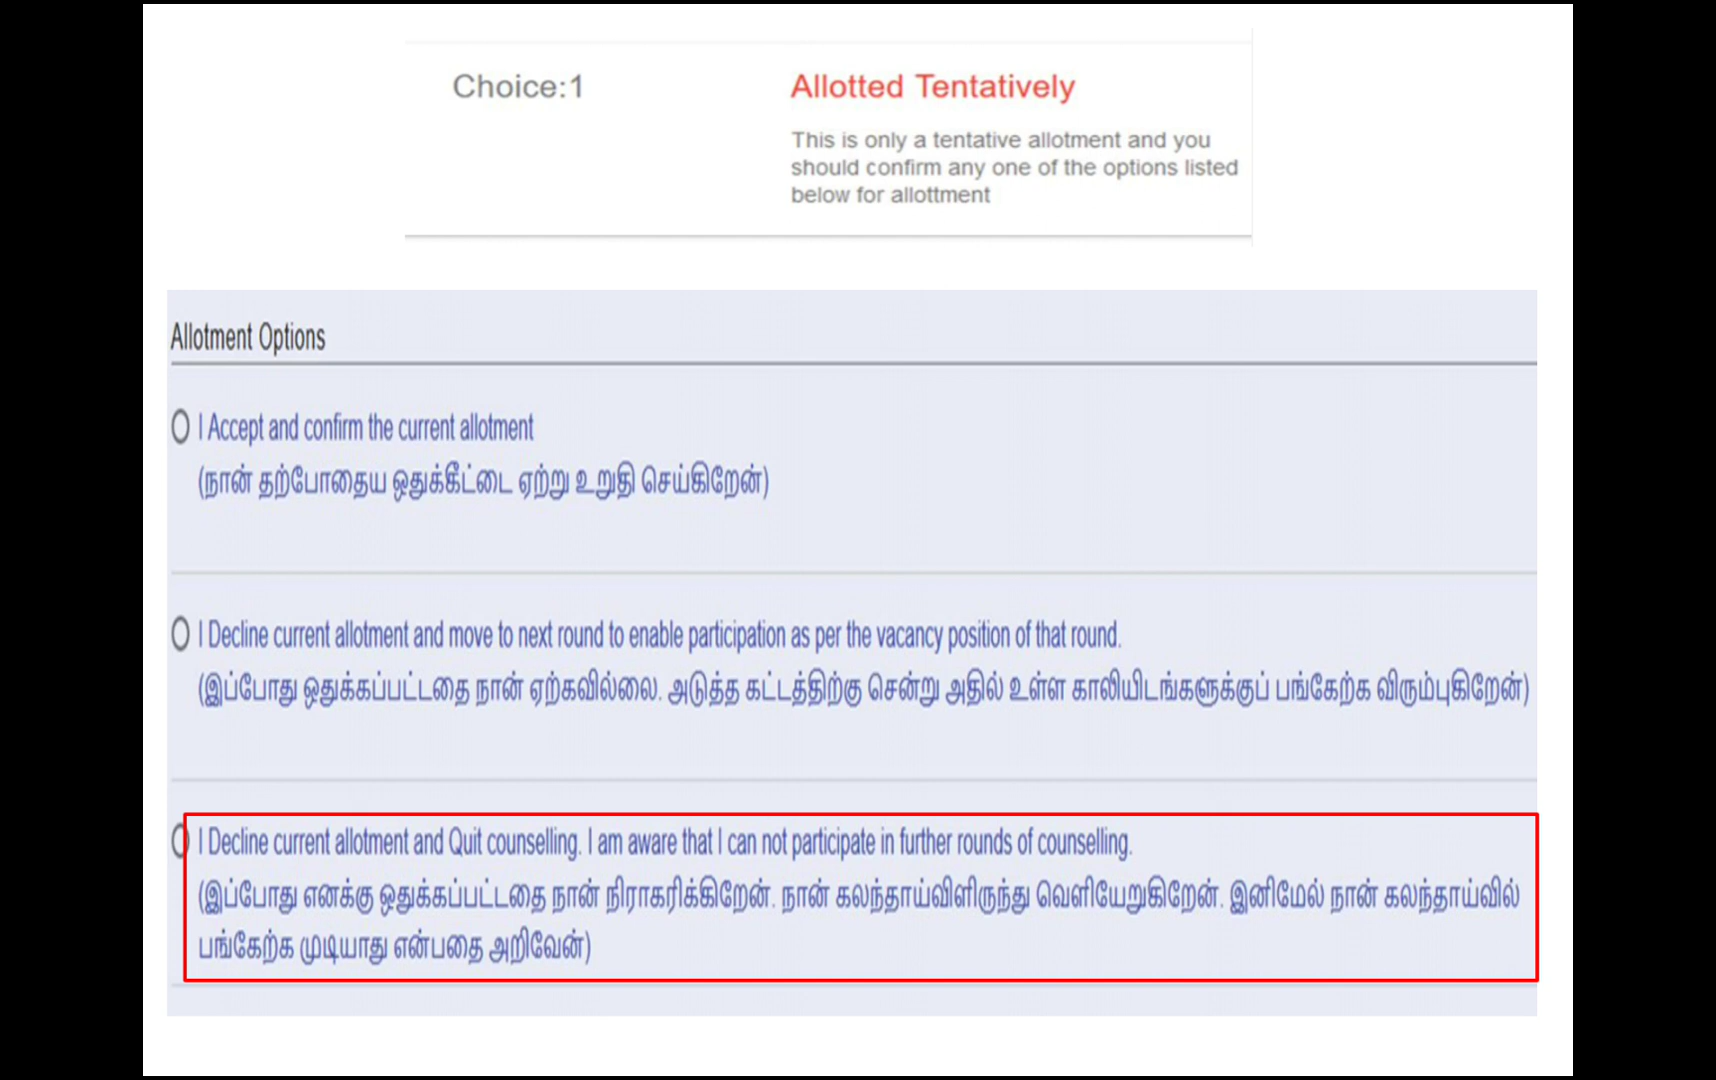 Choice:1
Allotted Tentatively
This is only a tentative allotment and you
should confirm any one of the options listed
below for allottment
Allotment Options
I Accept and confirm the current allotment
(நான் தற்போதைய ஒதுக்கீட்டை ஏற்று உறுதி செய்கிறேன்)
I Decline current allotment and move to next round to enable participation as per the vacancy position of that round.
(இப்போது ஒதுக்கப்பட்டதை நான் ஏற்கவில்லை. அடுத்த கட்டத்திற்கு சென்று அதில் உள்ள காலியிடங்களுக்குப் பங்கேற்க விரும்புகிறேன்)
I Decline current allotment and Quit counselling. I am aware that I can not participate in further rounds of counselling.
(இப்போது எனக்கு ஒதுக்கப்பட்டதை நான் நிராகரிக்கிறேன். நான் கலந்தாய்விளிருந்து வெளியேறுகிறேன். இனிமேல் நான் கலந்தாய்வில்
பங்கேற்க முடியாது என்பதை அறிவேன்)